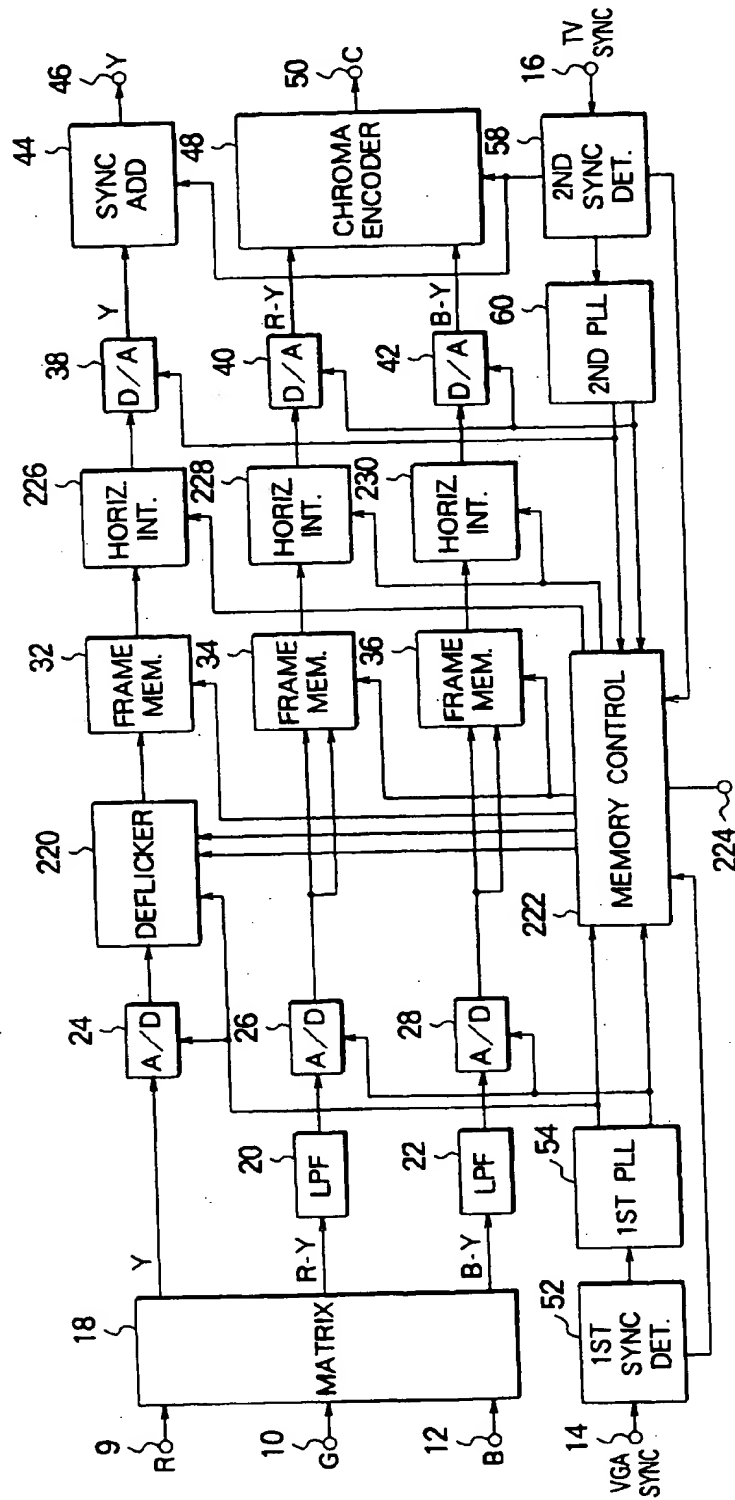 9
R
10
G
12
B
14
VGA
SYNC
18
MATRIX
52
1ST
SYNC
DET.
Y
R-Y
B-Y
20
LPF
22
LPF
54
1ST PLL
24
A/D
26
A/D
28
A/D
220
DEFLICKER
222
MEMORY CONTROL
224
32
FRAME
MEM.
34
FRAME
MEM.
36
FRAME
MEM.
226
HORIZ.
INT.
228
HORIZ.
INT.
230
HORIZ.
INT.
38
D/A
40
D/A
42
D/A
60
2ND PLL
Y
R-Y
B-Y
44
SYNC
ADD
48
CHROMA
ENCODER
58
2ND
SYNC
DET.
46
Y
50
C
16
TV
SYNC